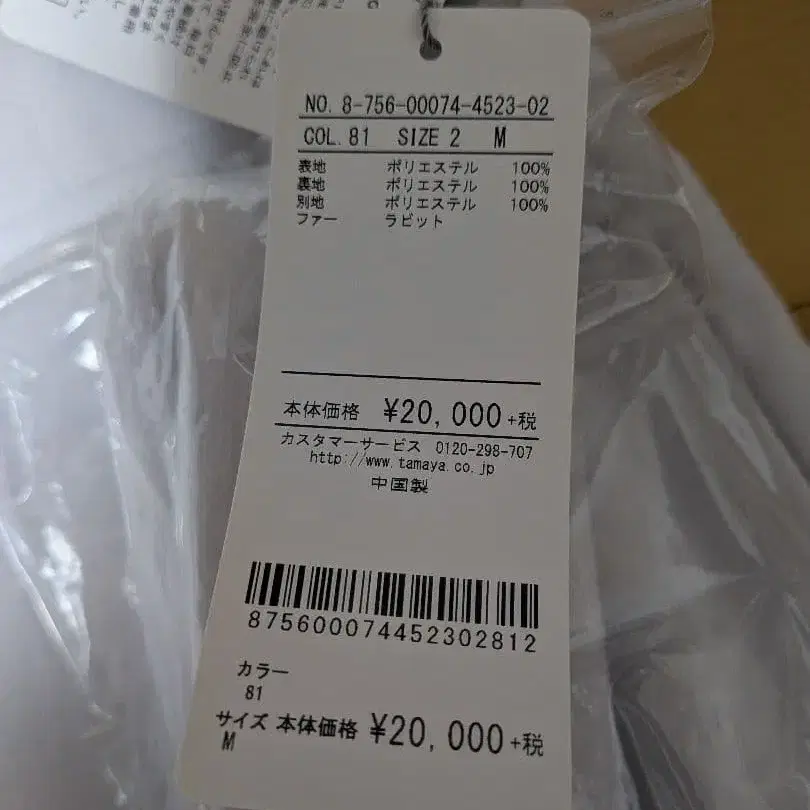 NO. 8-756-00074-4523-02
COL. 81 SIZE 2 M
表地 ポリエステル 100%
裏地 ポリエステル 100%
別地 ポリエステル 100%
ファー ラビット
本体価格 ¥20,000+税
カスタマーサービス 0120-298-707
http://www.tamaya.co.jp
中国製
875600074452302812
カラー
81
サイズ 本体価格 ¥20,000+税
M